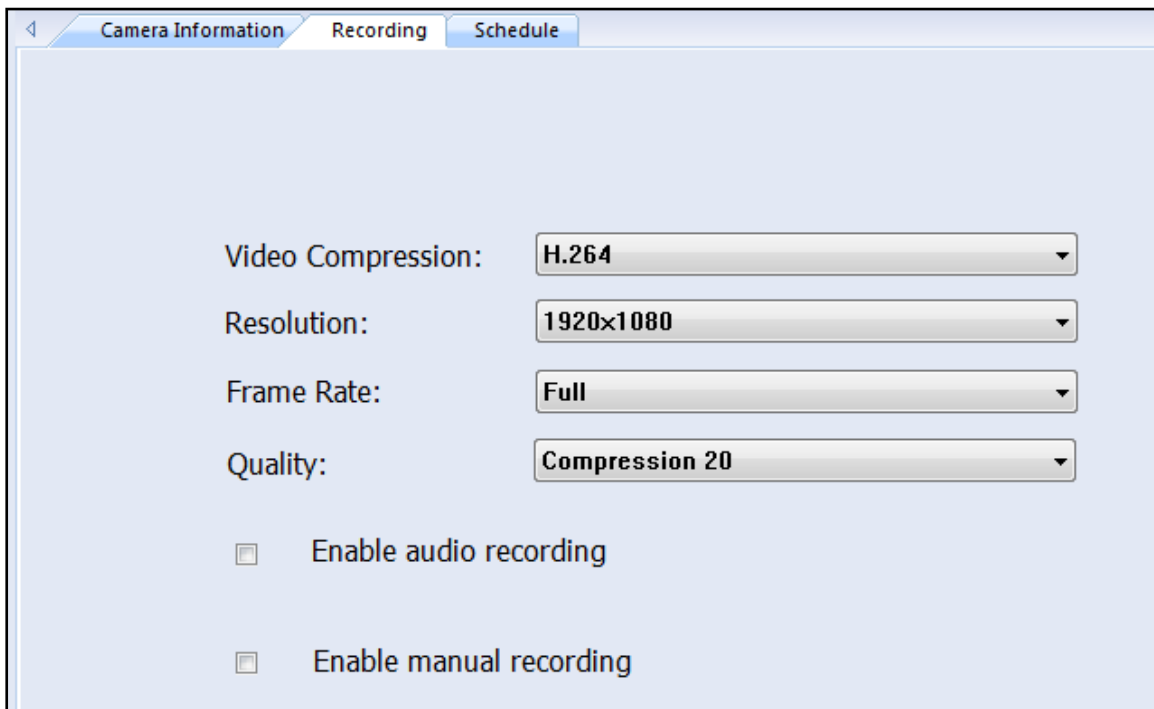 Camera Information Recording Schedule
Video Compression: H.264
Resolution: 1920x1080
Frame Rate: Full
Quality: Compression 20
Enable audio recording
Enable manual recording